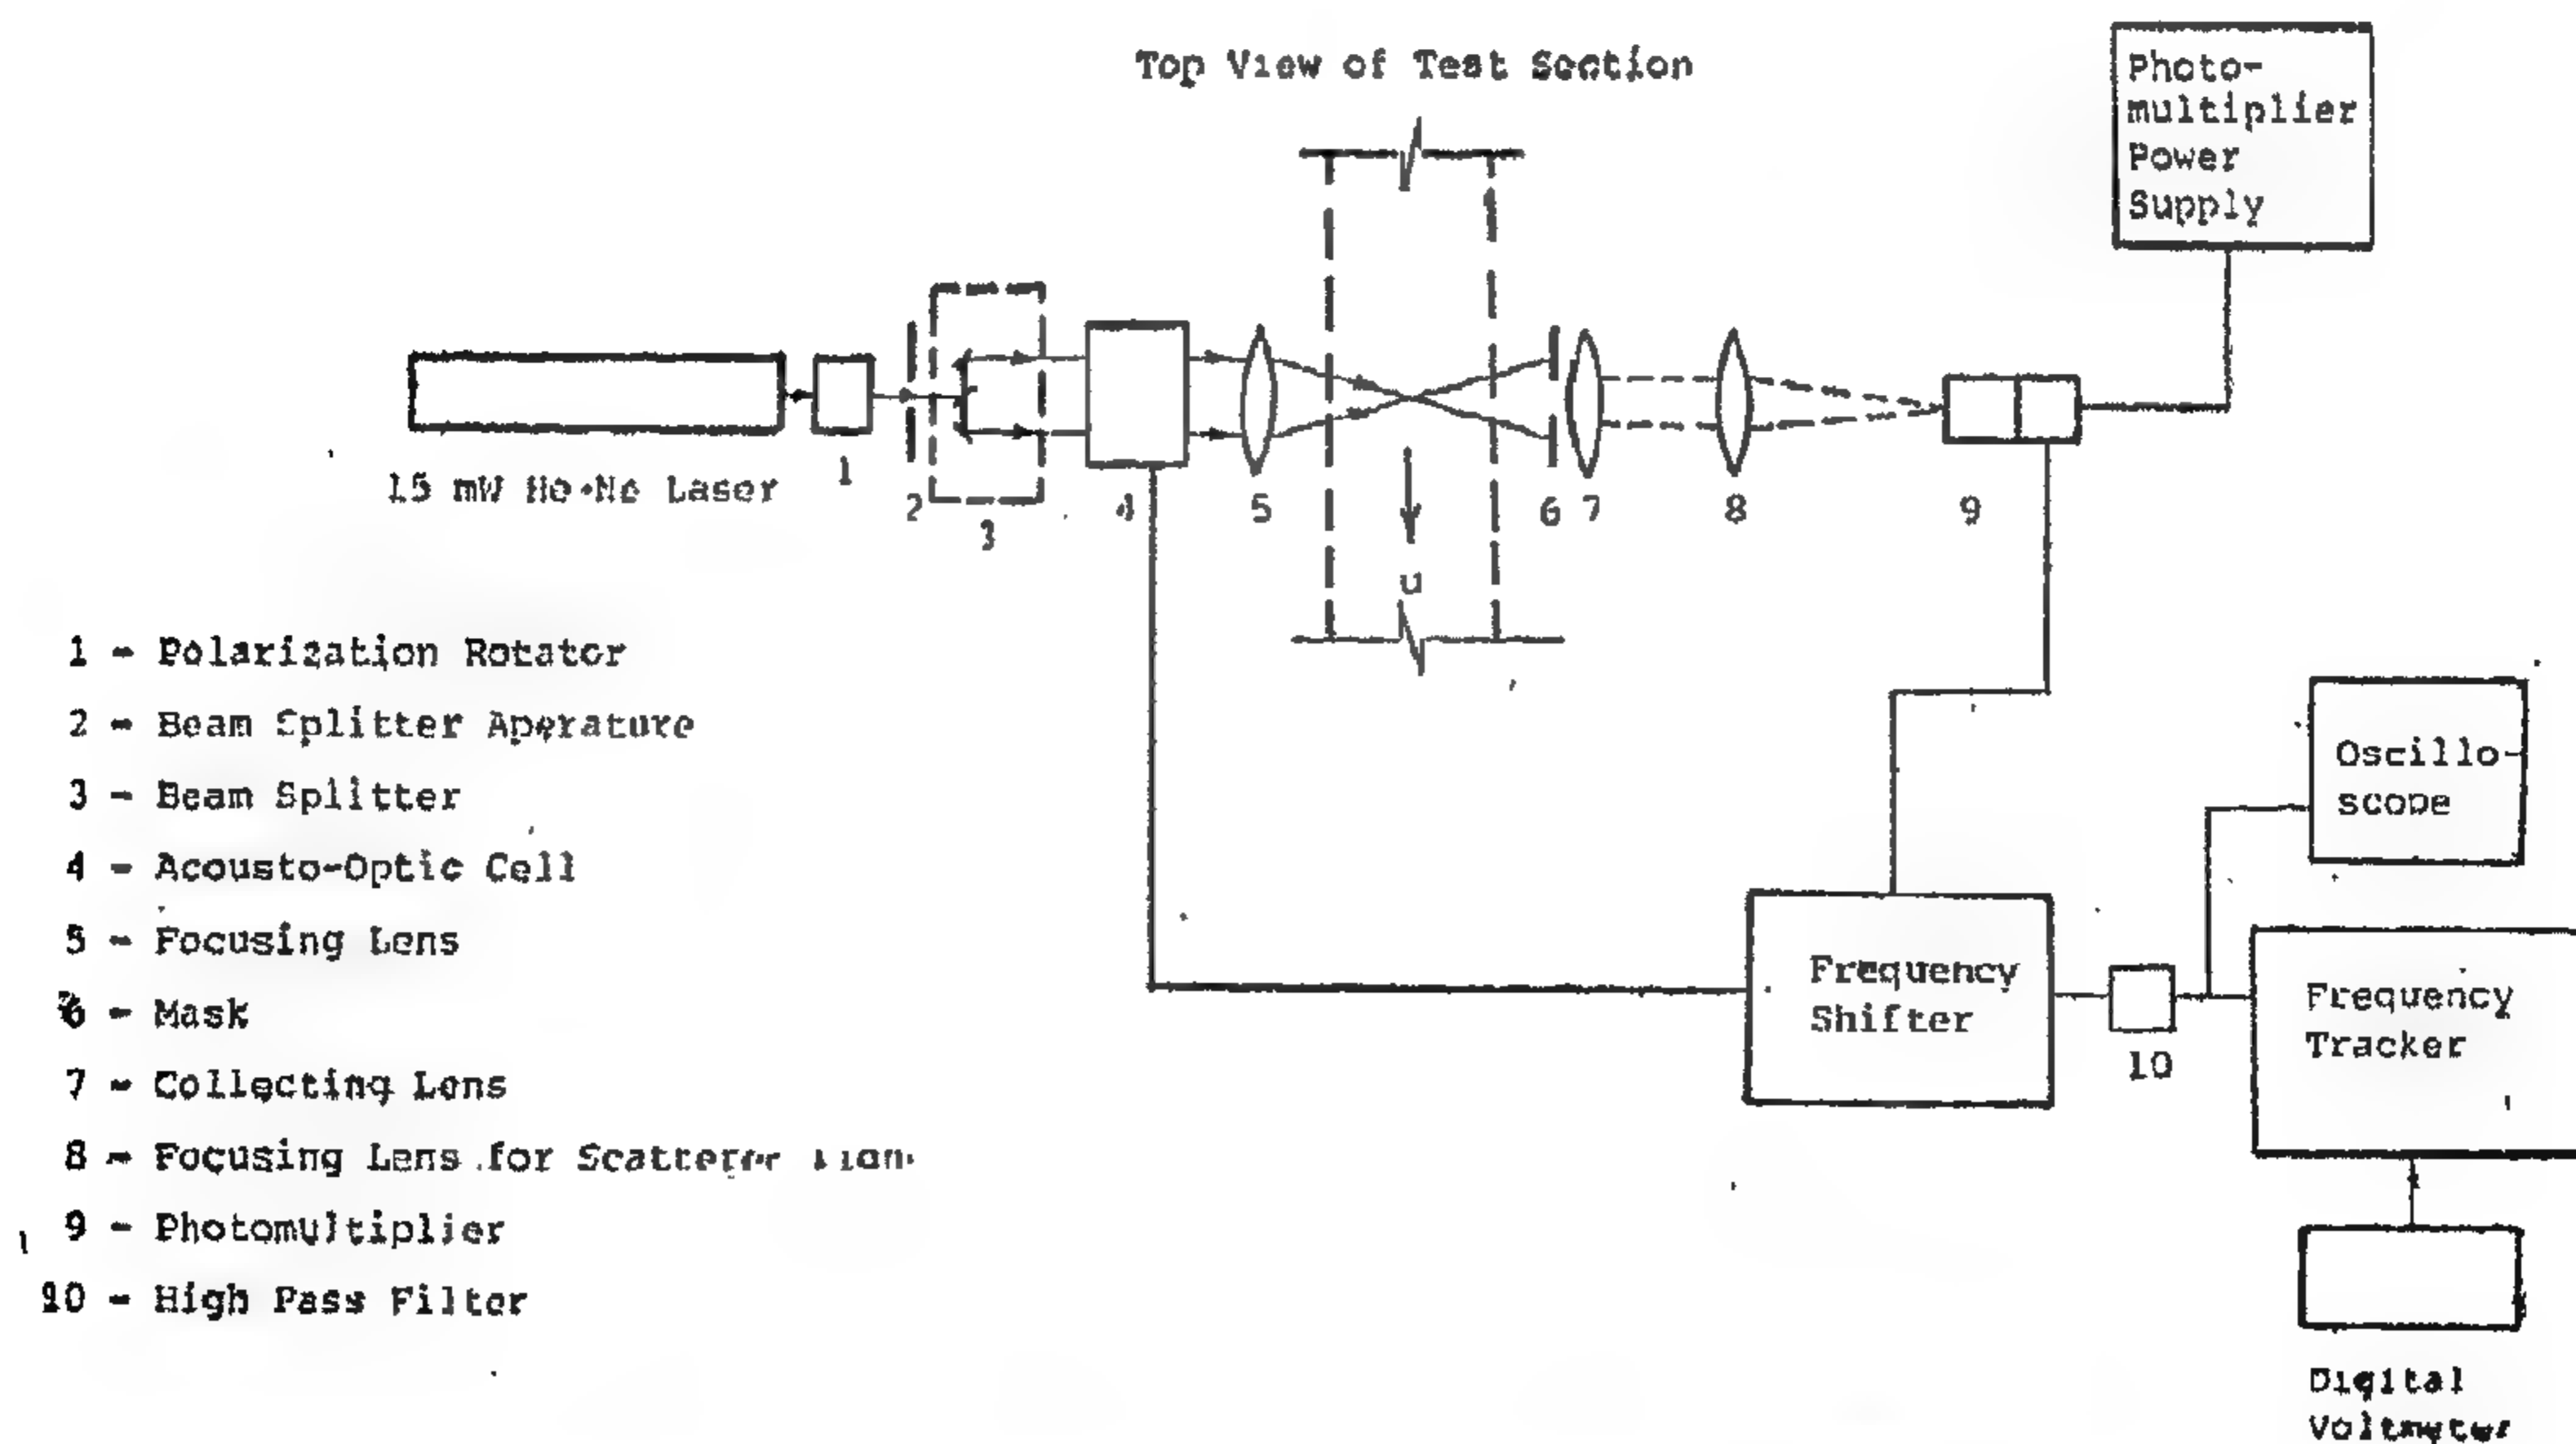 Top View of Test Section
Photo-
multiplier
Power
Supply
15 mW He-Ne Laser
1
2
3
4
5
6
7
8
9
u
1 - Polarization Rotator
2 - Beam Splitter Aperature
3 - Beam Splitter
4 - Acousto-Optic Cell
5 - Focusing Lens
6 - Mask
7 - Collecting Lens
8 - Focusing Lens for
9 - Photomultiplier
10 - High Pass Filter
Oscillo-
scope
Frequency
Shifter
10
Frequency
Tracker
Digital
Voltmeter